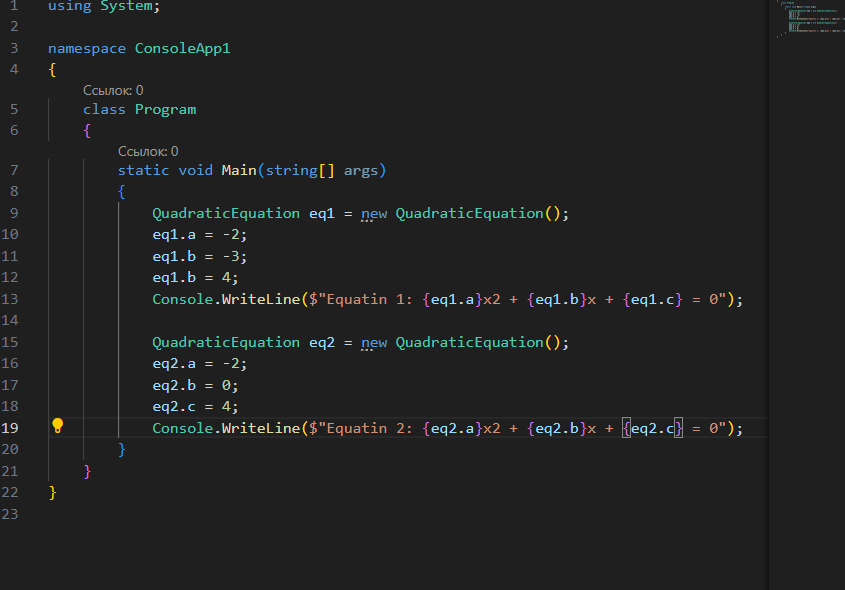 1 using System;
2
3 namespace ConsoleApp1
4 {
Ссылок: 0
5 class Program
6 {
Ссылок: 0
7 static void Main(string[] args)
8 {
9 QuadraticEquation eq1 = new QuadraticEquation();
10 eq1.a = -2;
11 eq1.b = -3;
12 eq1.b = 4;
13 Console.WriteLine($"Equatin 1: {eq1.a}x2 + {eq1.b}x + {eq1.c} = 0");
14
15 QuadraticEquation eq2 = new QuadraticEquation();
16 eq2.a = -2;
17 eq2.b = 0;
18 eq2.c = 4;
19 Console.WriteLine($"Equatin 2: {eq2.a}x2 + {eq2.b}x + {eq2.c} = 0");
20 }
21 }
22 }
23